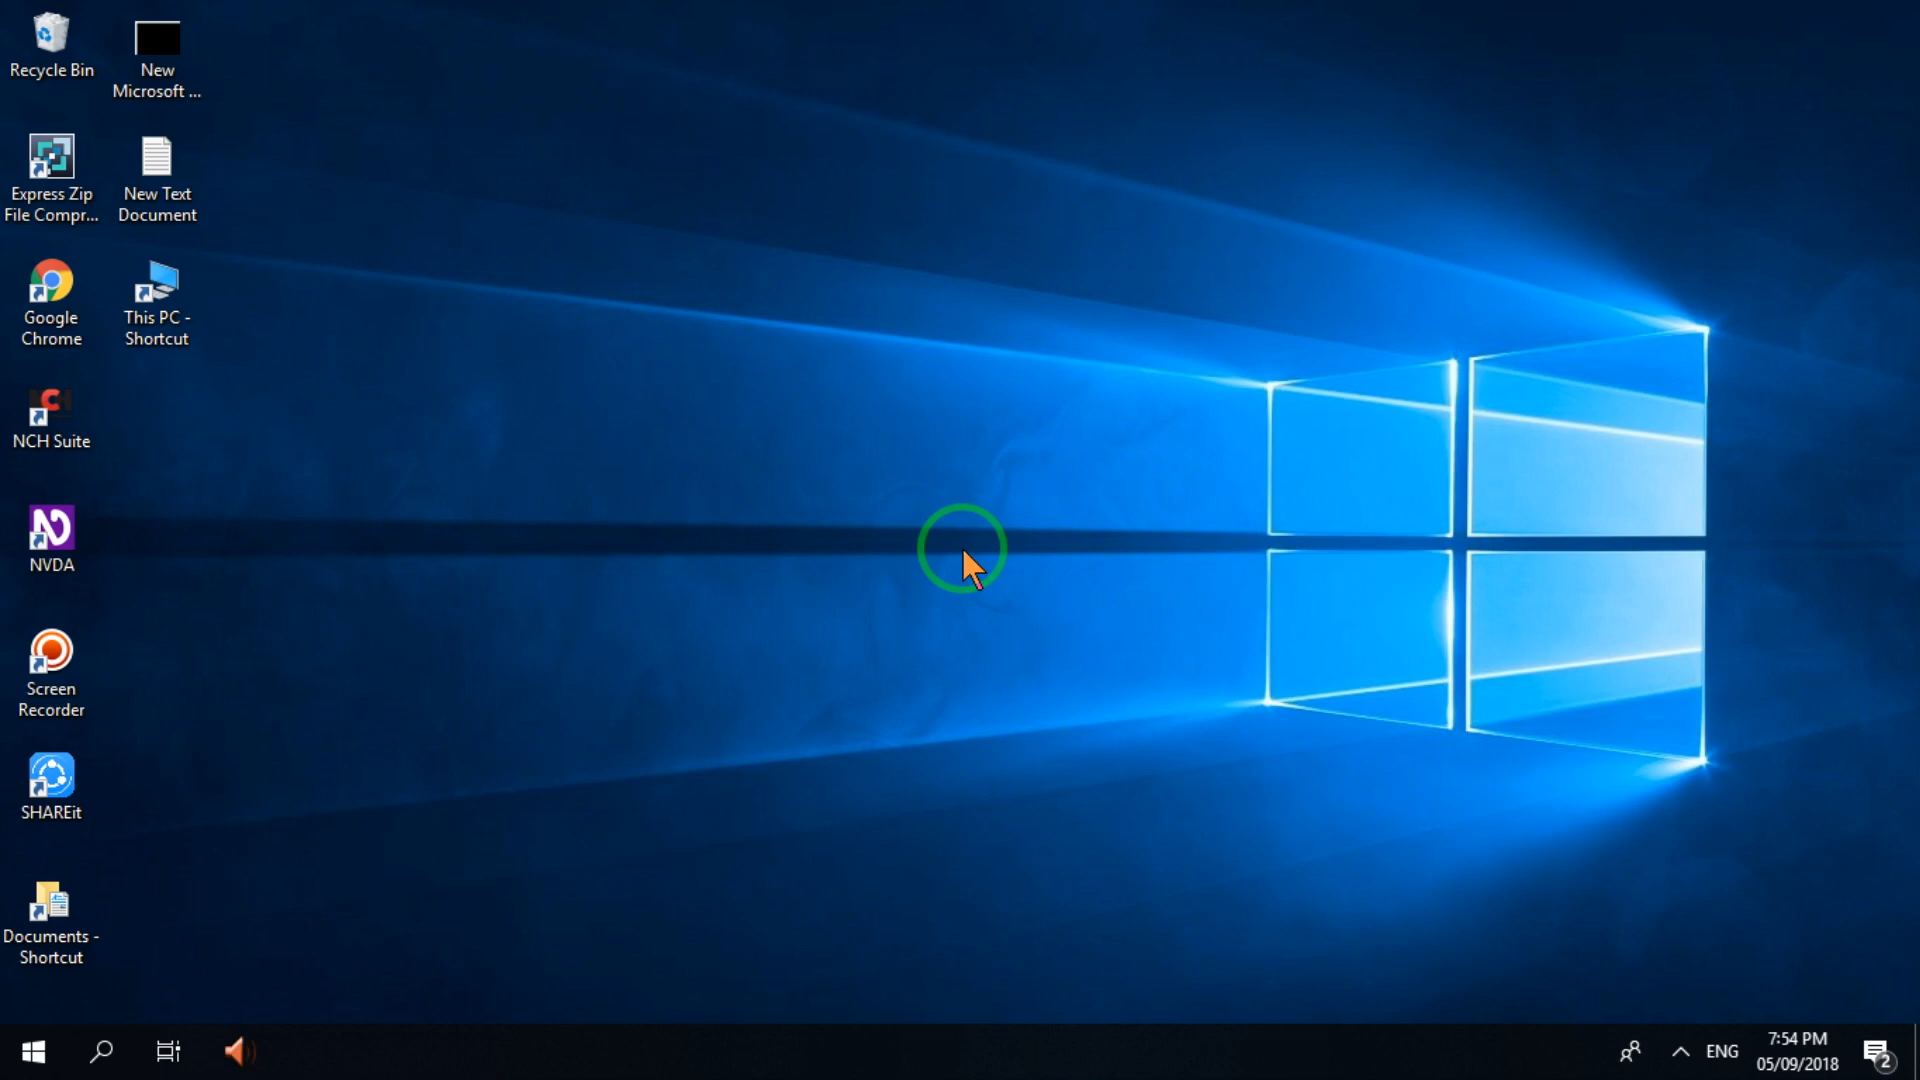 Recycle Bin
New
Microsoft ...
Express Zip
File Compr...
New Text
Document
Google
Chrome
This PC -
Shortcut
NCH Suite
NVDA
Screen
Recorder
SHAREit
Documents -
Shortcut
ENG
7:54 PM
05/09/2018
2